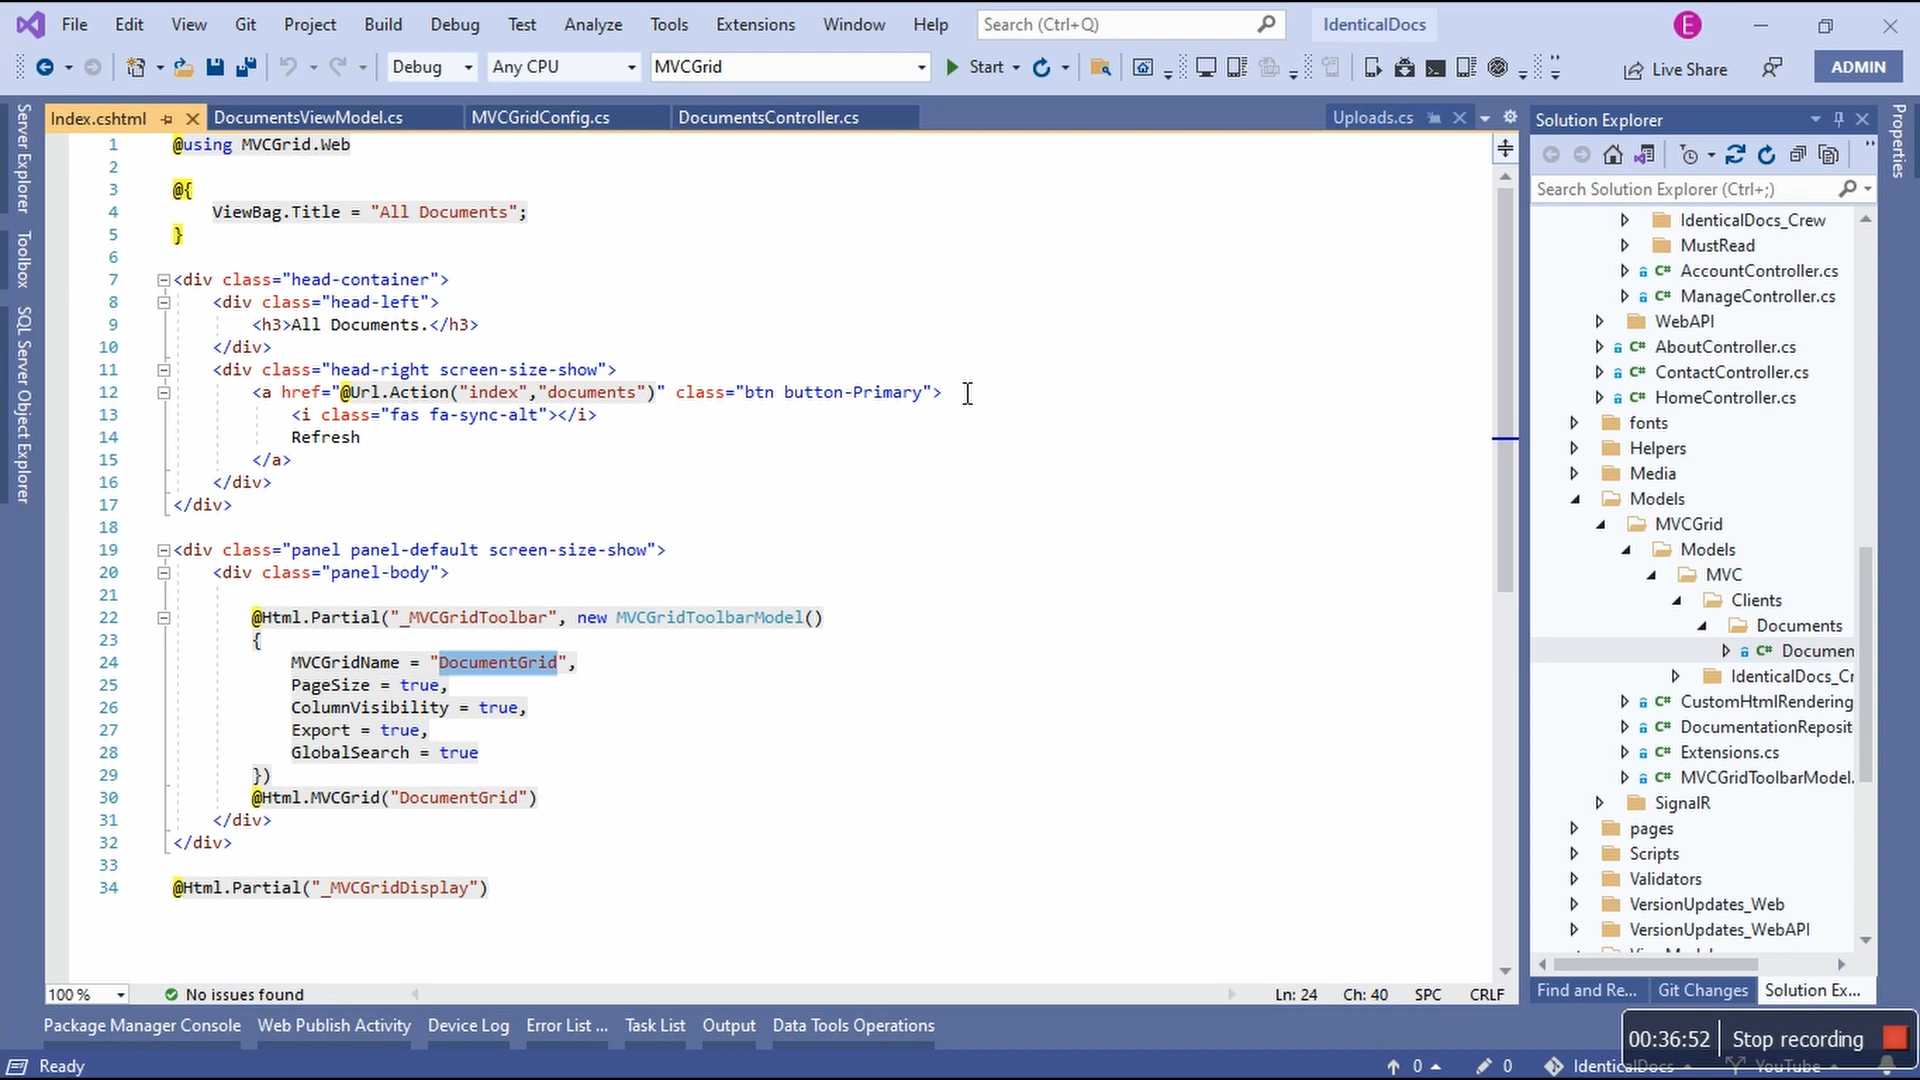 File Edit View Git Project Build Debug Test Analyze Tools Extensions Window Help Search (Ctrl+Q) IdenticalDocs E
Debug Any CPU MVCGrid Start Live Share ADMIN
Index.cshtml DocumentsViewModel.cs MVCGridConfig.cs DocumentsController.cs Uploads.cs
Server Explorer
Toolbox
SQL Server Object Explorer
1 @using MVCGrid.Web
2
3 @{
4 ViewBag.Title = "All Documents";
5 }
6
7 <div class="head-container">
8 <div class="head-left">
9 <h3>All Documents.</h3>
10 </div>
11 <div class="head-right screen-size-show">
12 <a href="@Url.Action("index","documents")" class="btn button-Primary">
13 <i class="fas fa-sync-alt"></i>
14 Refresh
15 </a>
16 </div>
17 </div>
18
19 <div class="panel panel-default screen-size-show">
20 <div class="panel-body">
21
22 @Html.Partial("_MVCGridToolbar", new MVCGridToolbarModel()
23 {
24 MVCGridName = "DocumentGrid",
25 PageSize = true,
26 ColumnVisibility = true,
27 Export = true,
28 GlobalSearch = true
29 })
30 @Html.MVCGrid("DocumentGrid")
31 </div>
32 </div>
33
34 @Html.Partial("_MVCGridDisplay")
100 % No issues found Ln: 24 Ch: 40 SPC CRLF
Solution Explorer
Search Solution Explorer (Ctrl+;)
IdenticalDocs_Crew
MustRead
C# AccountController.cs
C# ManageController.cs
WebAPI
C# AboutController.cs
C# ContactController.cs
C# HomeController.cs
fonts
Helpers
Media
Models
MVCGrid
Models
MVC
Clients
Documents
C# Documen
IdenticalDocs_Cr
C# CustomHtmlRendering
C# DocumentationReposit
C# Extensions.cs
C# MVCGridToolbarModel.
SignalR
pages
Scripts
Validators
VersionUpdates_Web
VersionUpdates_WebAPI
Find and Re... Git Changes Solution Ex...
Properties
Package Manager Console Web Publish Activity Device Log Error List ... Task List Output Data Tools Operations
00:36:52 Stop recording
Ready 0 0 IdenticalDocs YouTube